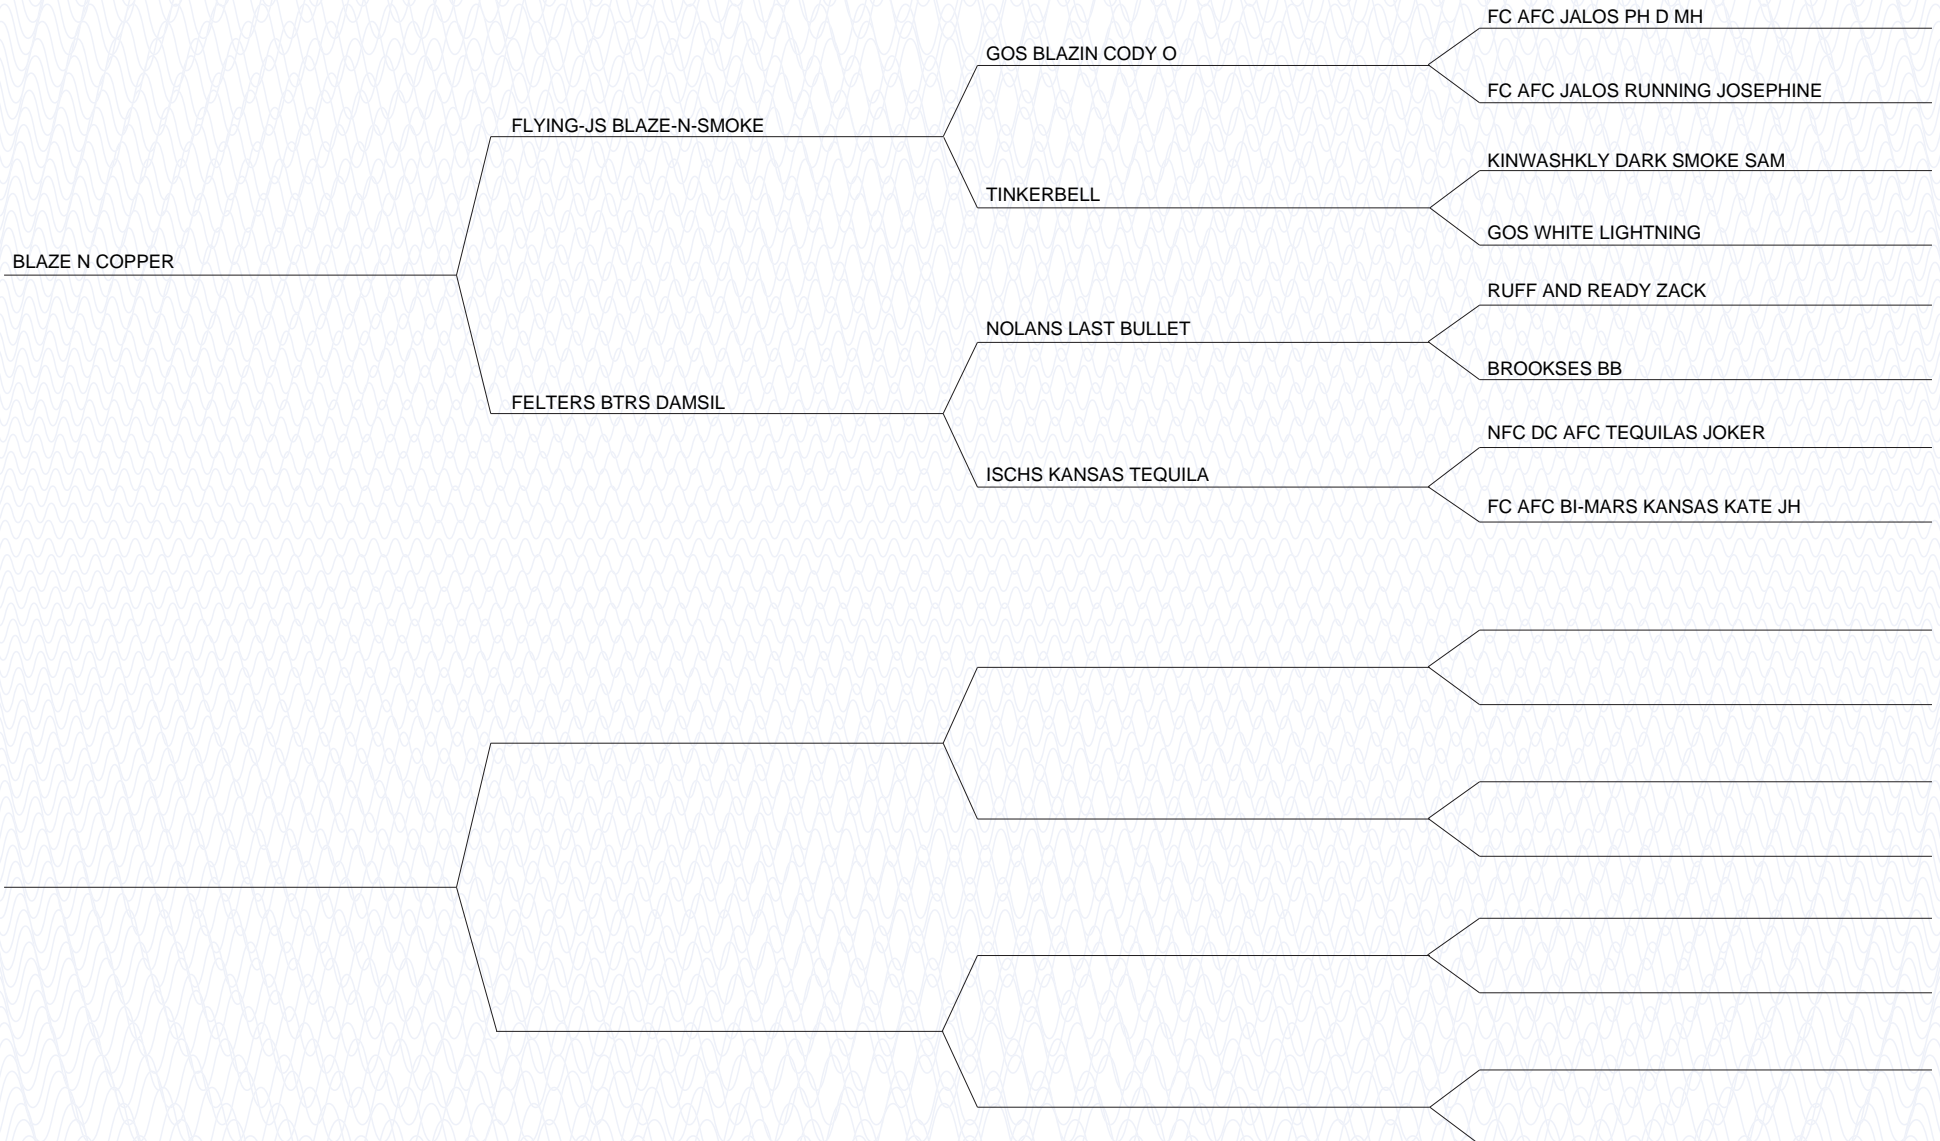 FC AFC JALOS PH D MH
GOS BLAZIN CODY O
FC AFC JALOS RUNNING JOSEPHINE
FLYING-JS BLAZE-N-SMOKE
KINWASHKLY DARK SMOKE SAM
TINKERBELL
GOS WHITE LIGHTNING
BLAZE N COPPER
RUFF AND READY ZACK
NOLANS LAST BULLET
BROOKSES BB
FELTERS BTRS DAMSIL
NFC DC AFC TEQUILAS JOKER
ISCHS KANSAS TEQUILA
FC AFC BI-MARS KANSAS KATE JH